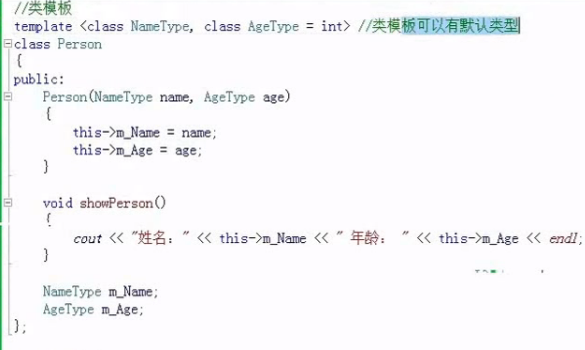 //类模板
template <class NameType, class AgeType = int> //类模板可以有默认类型
class Person
{
public:
    Person(NameType name, AgeType age)
    {
        this->m_Name = name;
        this->m_Age = age;
    }
    void showPerson()
    {
        cout << "姓名：" << this->m_Name << " 年龄： " << this->m_Age << endl;
    }
    NameType m_Name;
    AgeType m_Age;
};